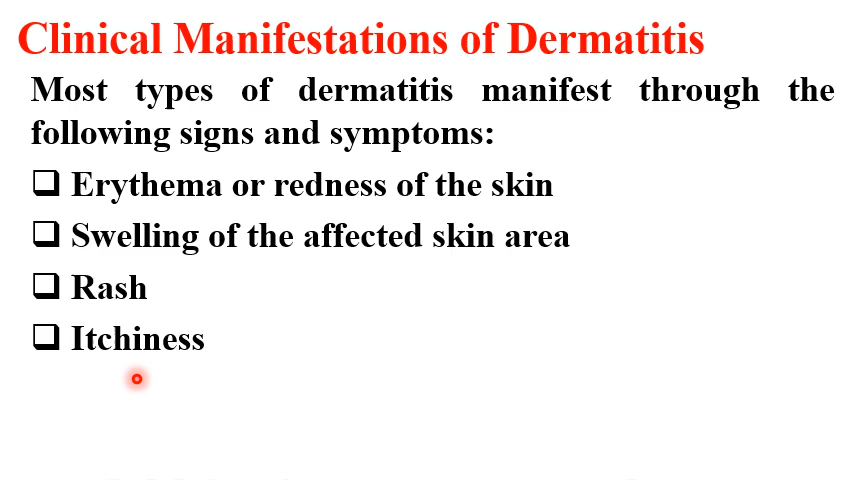 Clinical Manifestations of Dermatitis
Most types of dermatitis manifest through the
following signs and symptoms:
❑ Erythema or redness of the skin
❑ Swelling of the affected skin area
❑ Rash
❑ Itchiness